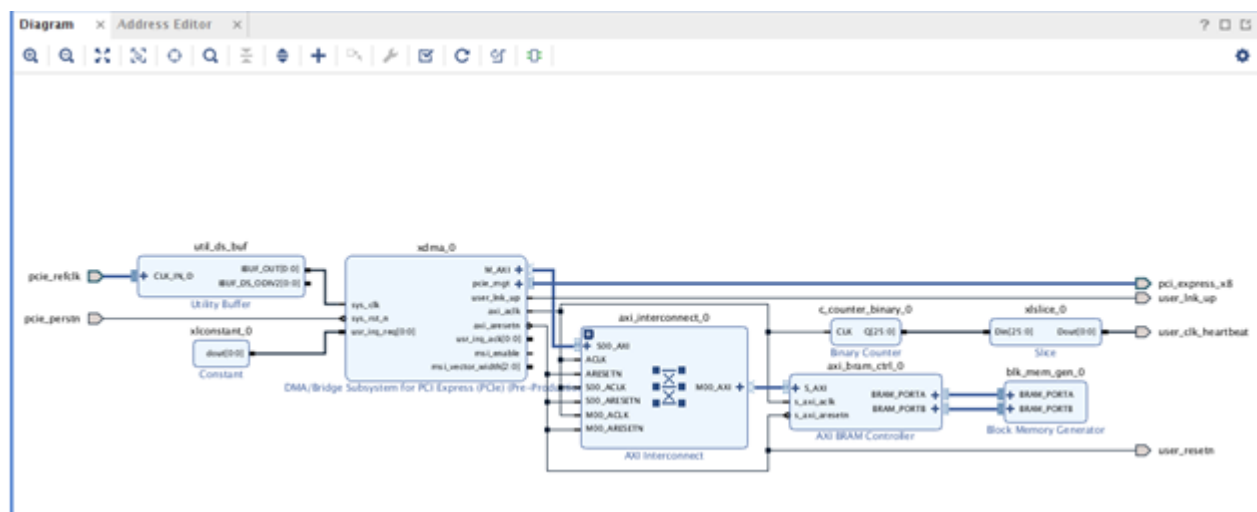 Diagram × Address Editor ×
util_ds_buf
pcie_refclk
CLK_IN_D
IBUF_OUT[0:0]
IBUF_DS_ODIV2[0:0]
Utility Buffer
pcie_perstn
xlconstant_0
dout[0:0]
Constant
xdma_0
sys_clk
sys_rst_n
usr_irq_req[0:0]
M_AXI
pcie_mgt
user_lnk_up
axi_aclk
axi_aresetn
usr_irq_ack[0:0]
msi_enable
msi_vector_width[2:0]
DMA/Bridge Subsystem for PCI Express (PCIe) (Pre-Produc
axi_interconnect_0
S00_AXI
ACLK
ARESETN
S00_ACLK
S00_ARESETN
M00_ACLK
M00_ARESETN
M00_AXI
AXI Interconnect
c_counter_binary_0
CLK Q[25:0]
Binary Counter
xlslice_0
Din[25:0] Dout[0:0]
Slice
axi_bram_ctrl_0
S_AXI
s_axi_aclk
s_axi_aresetn
BRAM_PORTA
BRAM_PORTB
AXI BRAM Controller
blk_mem_gen_0
BRAM_PORTA
BRAM_PORTB
Block Memory Generator
pci_express_x8
user_lnk_up
user_clk_heartbeat
user_resetn